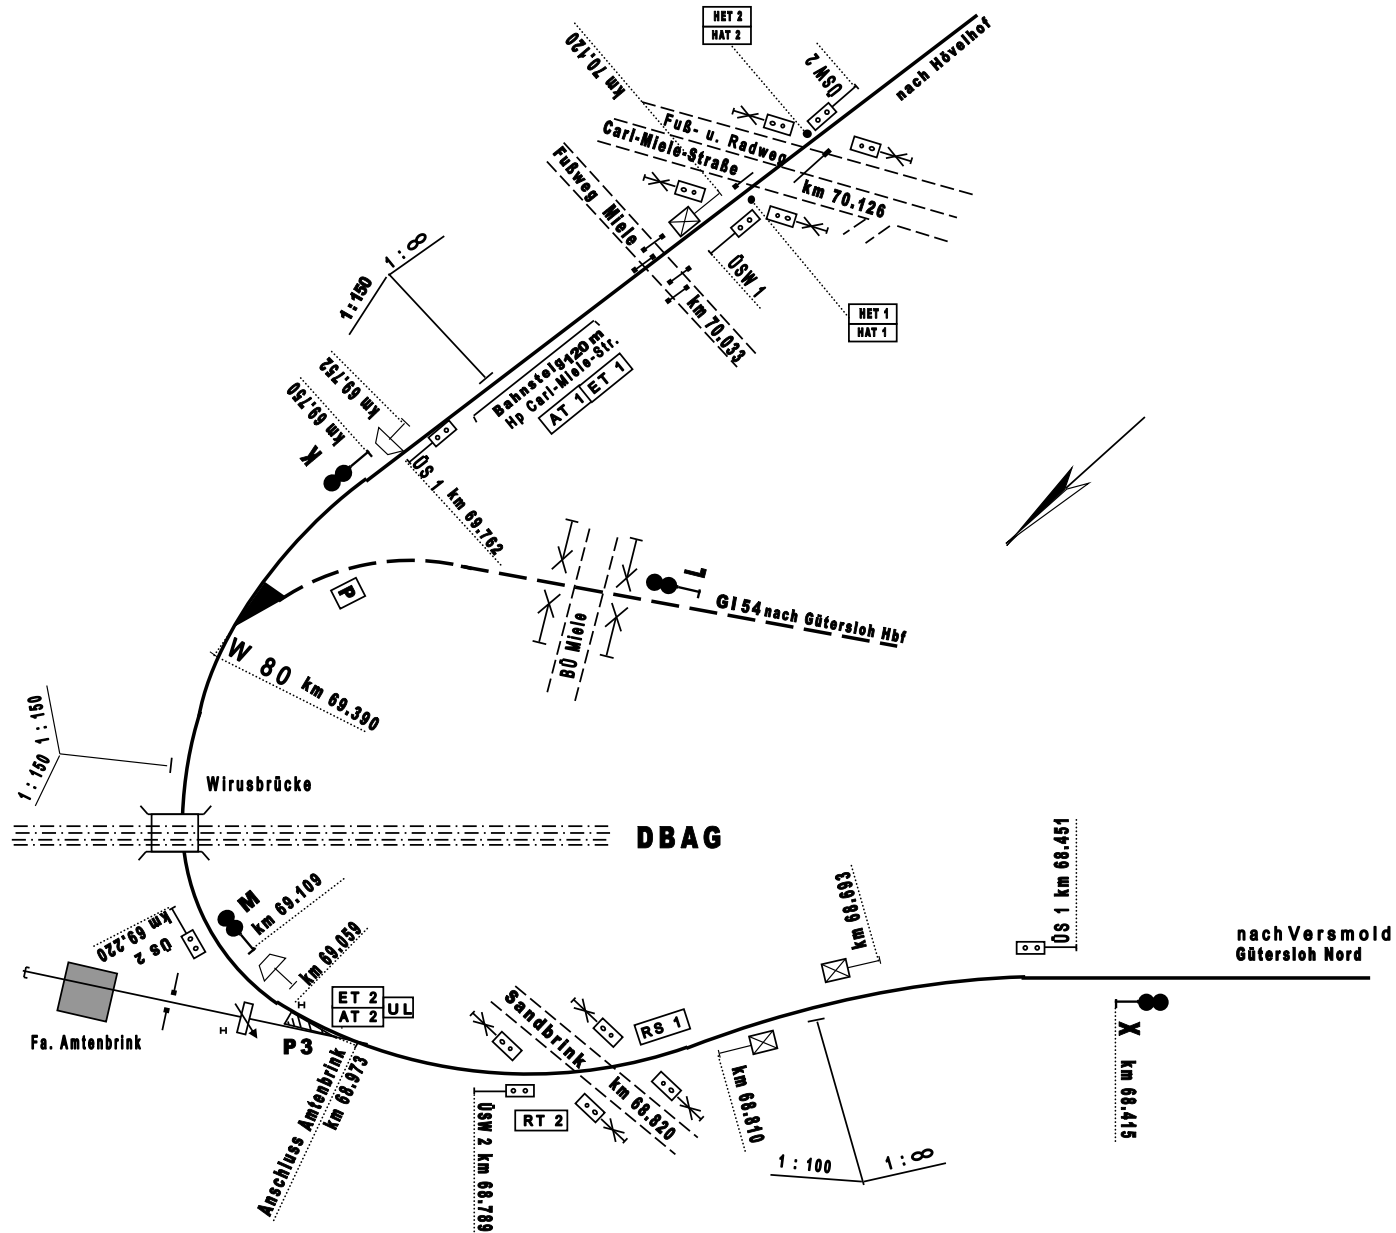 HET 2
HAT 2
km 70.120
ÜSW 2
nach Hövelhof
Fuß- u. Radweg
Carl-Miele-Straße
Fußweg Miele
km 70.126
ÜSW 1
km 70.033
HET 1
HAT 1
1 : ∞
1:150
Bahnsteig 120 m
Hp Carl-Miele-Str.
AT 1
ET 1
km 69.752
km 69.750
K
ÜS 1 km 69.762
P
L
Gl 54 nach Gütersloh Hbf
BÜ Miele
W 80 km 69.390
1 : 150
1 : 150
Wirusbrücke
DBAG
M
km 69.109
km 69.220
ÜS 2
km 69.059
ET 2
AT 2
UL
Fa. Amtenbrink
P3
Anschluss Amtenbrink
km 68.973
Sandbrink
km 68.820
RS 1
RT 2
ÜSW 2 km 68.789
km 68.693
km 68.810
1 : 100
1 : ∞
ÜS 1 km 68.451
nach Versmold
Gütersloh Nord
X
km 68.415